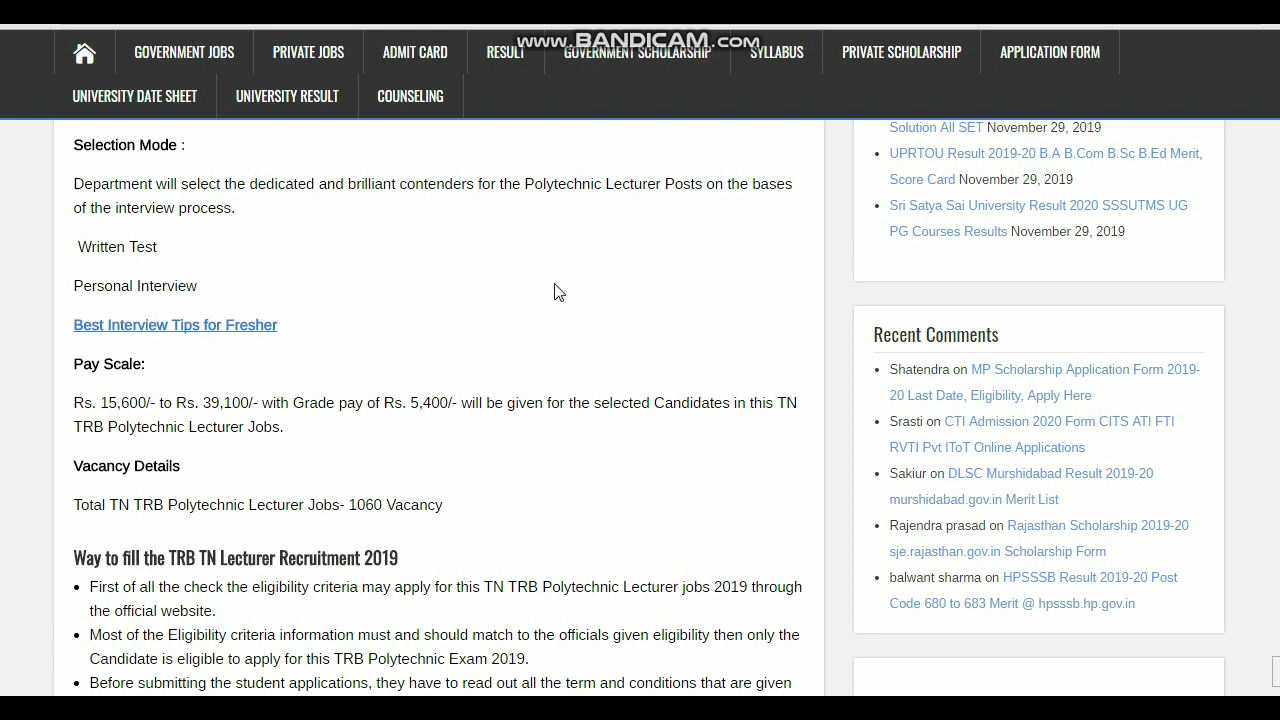 www.BANDICAM.com
GOVERNMENT JOBS PRIVATE JOBS ADMIT CARD RESULT GOVERNMENT SCHOLARSHIP SYLLABUS PRIVATE SCHOLARSHIP APPLICATION FORM
UNIVERSITY DATE SHEET UNIVERSITY RESULT COUNSELING
Selection Mode :
Department will select the dedicated and brilliant contenders for the Polytechnic Lecturer Posts on the bases
of the interview process.
Written Test
Personal Interview
Best Interview Tips for Fresher
Pay Scale:
Rs. 15,600/- to Rs. 39,100/- with Grade pay of Rs. 5,400/- will be given for the selected Candidates in this TN
TRB Polytechnic Lecturer Jobs.
Vacancy Details
Total TN TRB Polytechnic Lecturer Jobs- 1060 Vacancy
Way to fill the TRB TN Lecturer Recruitment 2019
First of all the check the eligibility criteria may apply for this TN TRB Polytechnic Lecturer jobs 2019 through
the official website.
Most of the Eligibility criteria information must and should match to the officials given eligibility then only the
Candidate is eligible to apply for this TRB Polytechnic Exam 2019.
Before submitting the student applications, they have to read out all the term and conditions that are given
Solution All SET November 29, 2019
UPRTOU Result 2019-20 B.A B.Com B.Sc B.Ed Merit,
Score Card November 29, 2019
Sri Satya Sai University Result 2020 SSSUTMS UG
PG Courses Results November 29, 2019
Recent Comments
Shatendra on MP Scholarship Application Form 2019-
20 Last Date, Eligibility, Apply Here
Srasti on CTI Admission 2020 Form CITS ATI FTI
RVTI Pvt IToT Online Applications
Sakiur on DLSC Murshidabad Result 2019-20
murshidabad.gov.in Merit List
Rajendra prasad on Rajasthan Scholarship 2019-20
sje.rajasthan.gov.in Scholarship Form
balwant sharma on HPSSSB Result 2019-20 Post
Code 680 to 683 Merit @ hpsssb.hp.gov.in